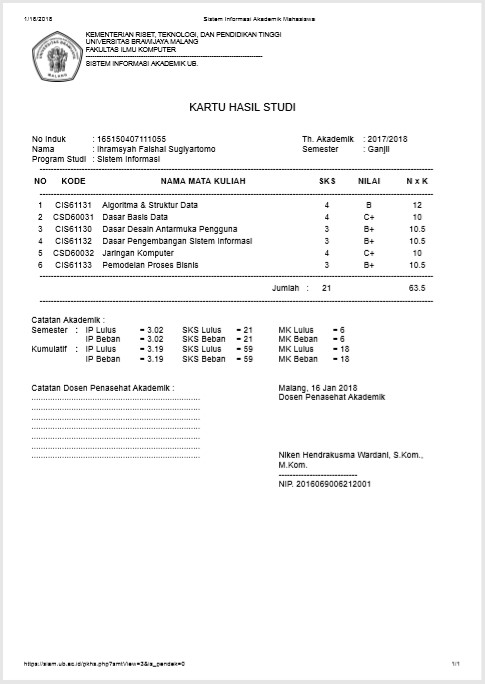 1/16/2018 Sistem Informasi Akademik Mahasiswa
KEMENTERIAN RISET, TEKNOLOGI, DAN PENDIDIKAN TINGGI
UNIVERSITAS BRAWIJAYA MALANG
FAKULTAS ILMU KOMPUTER
SISTEM INFORMASI AKADEMIK UB.
KARTU HASIL STUDI
No Induk : 165150407111055 Th. Akademik : 2017/2018
Nama : Ihramsyah Faishal Sugiyartomo Semester : Ganjil
Program Studi : Sistem Informasi
NO KODE NAMA MATA KULIAH SKS NILAI N x K
1 CIS61131 Algoritma & Struktur Data 4 B 12
2 CSD60031 Dasar Basis Data 4 C+ 10
3 CIS61130 Dasar Desain Antarmuka Pengguna 3 B+ 10.5
4 CIS61132 Dasar Pengembangan Sistem Informasi 3 B+ 10.5
5 CSD60032 Jaringan Komputer 4 C+ 10
6 CIS61133 Pemodelan Proses Bisnis 3 B+ 10.5
Jumlah : 21 63.5
Catatan Akademik :
Semester : IP Lulus = 3.02 SKS Lulus = 21 MK Lulus = 6
IP Beban = 3.02 SKS Beban = 21 MK Beban = 6
Kumulatif : IP Lulus = 3.19 SKS Lulus = 59 MK Lulus = 18
IP Beban = 3.19 SKS Beban = 59 MK Beban = 18
Catatan Dosen Penasehat Akademik : Malang, 16 Jan 2018
Dosen Penasehat Akademik
Niken Hendrakusma Wardani, S.Kom.,
M.Kom.
NIP. 2016069006212001
https://siam.ub.ac.id/pkhs.php?smtView=3&is_pendek=0 1/1